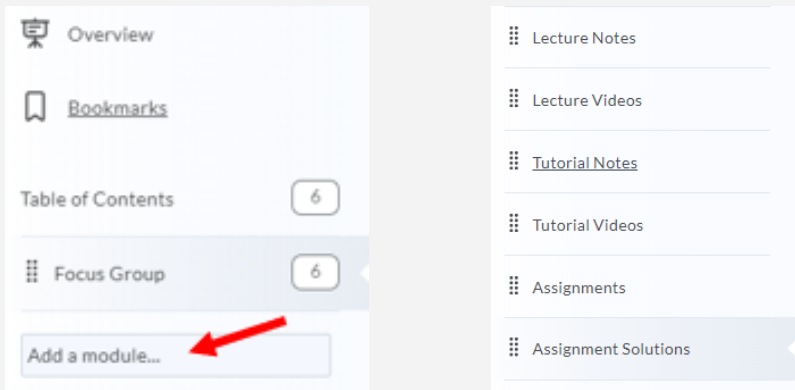 Overview
Bookmarks
Table of Contents 6
Focus Group 6
Add a module...
Lecture Notes
Lecture Videos
Tutorial Notes
Tutorial Videos
Assignments
Assignment Solutions